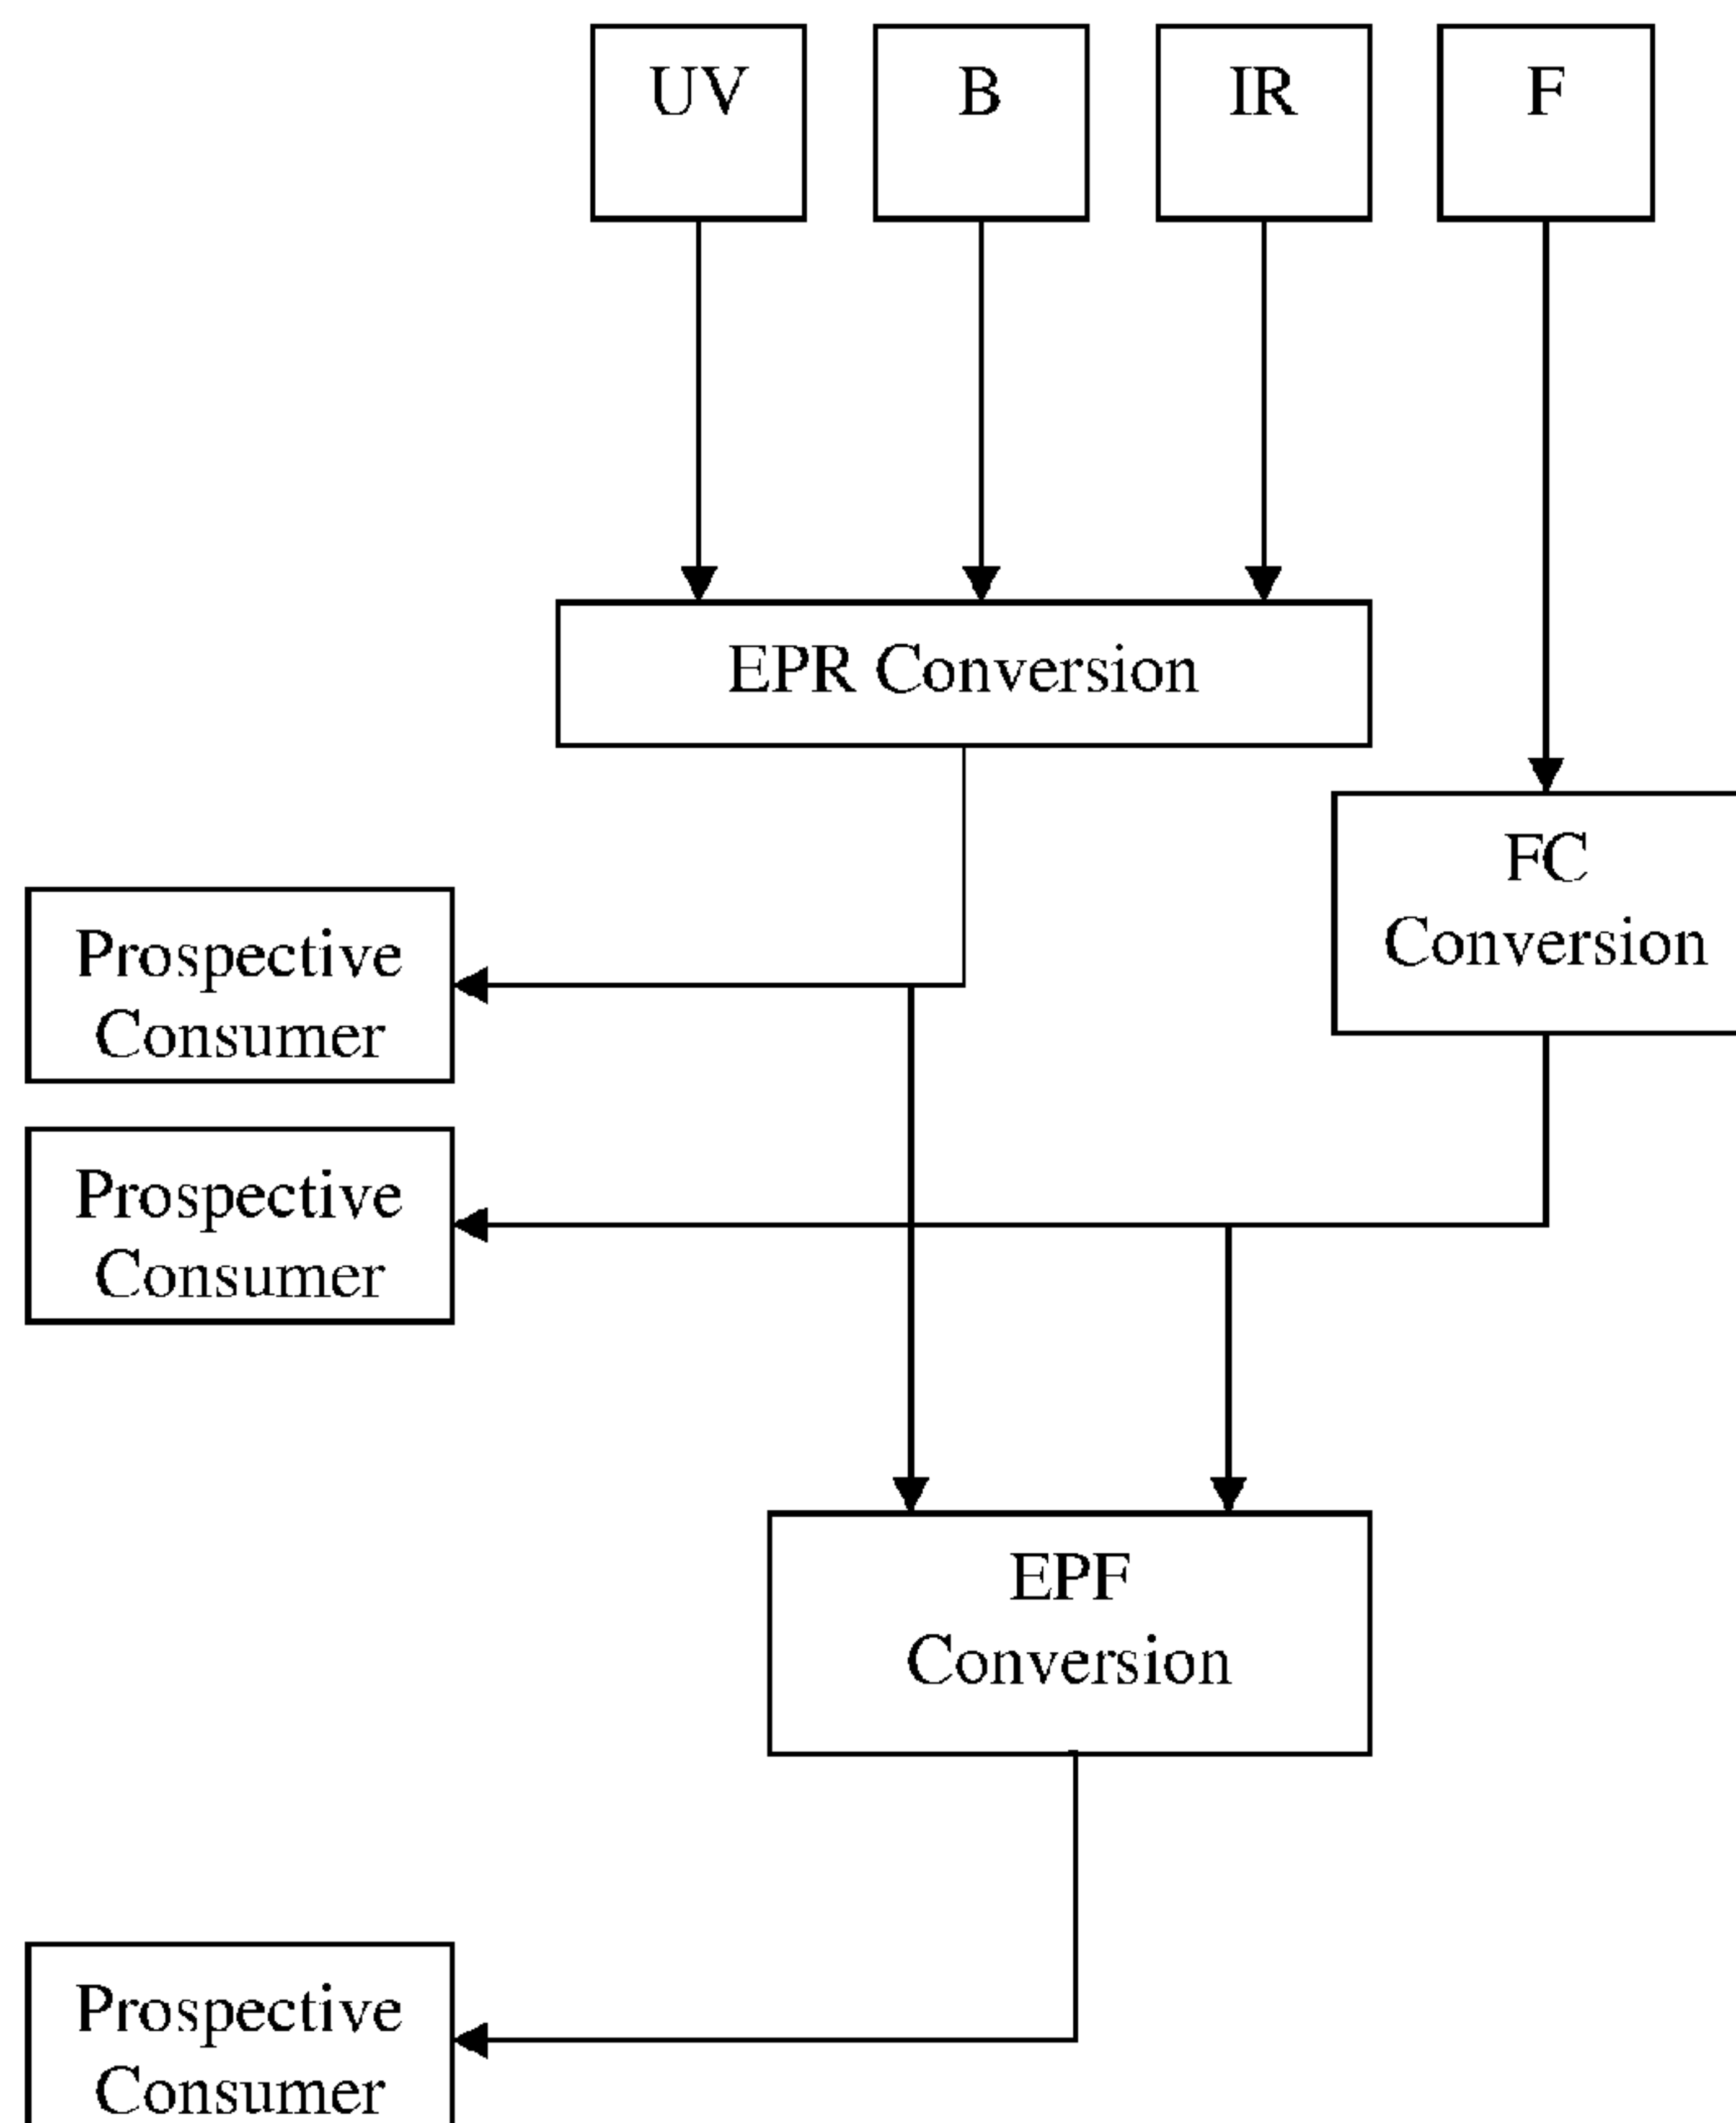 UV
B
IR
F
EPR Conversion
FC
Conversion
Prospective
Consumer
Prospective
Consumer
EPF
Conversion
Prospective
Consumer